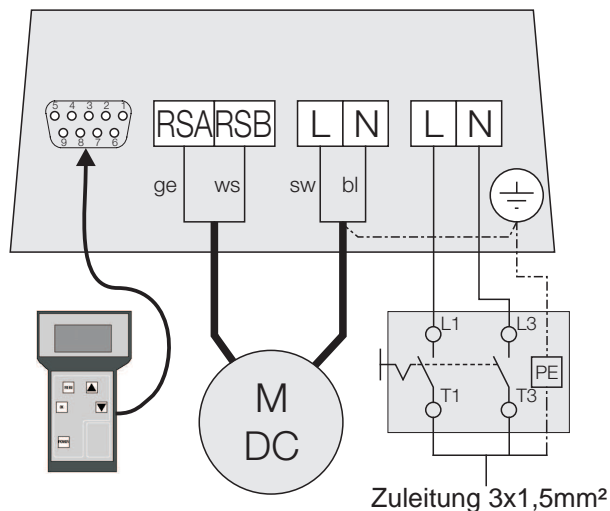 5 4 3 2 1
9 8 7 6
RSA RSB L N L N
ge ws sw bl
L1 L3
PE
T1 T3
M
DC
Zuleitung 3x1,5mm²